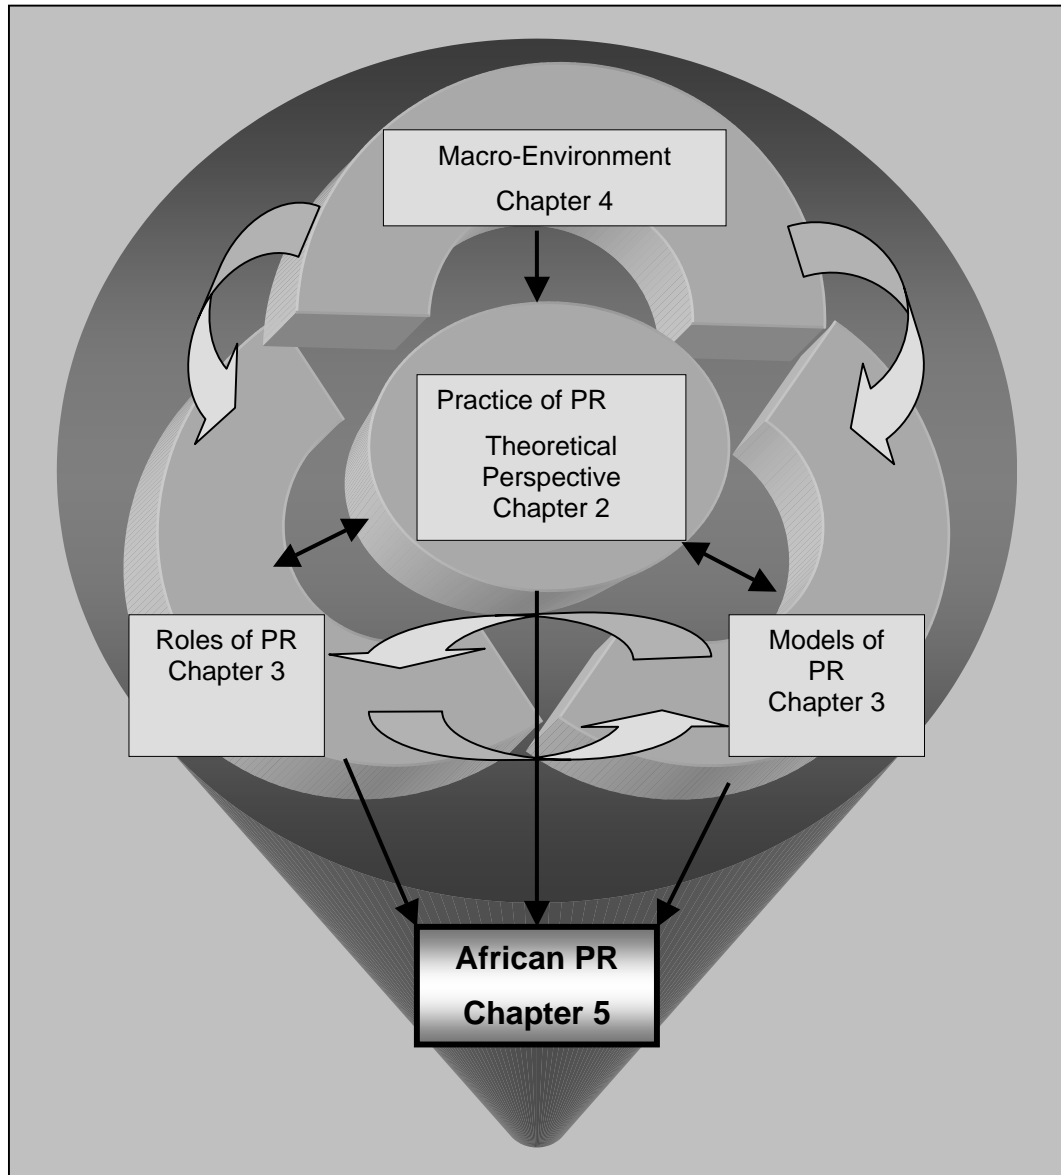 Macro-Environment
Chapter 4
Practice of PR
Theoretical
Perspective
Chapter 2
Roles of PR
Chapter 3
Models of
PR
Chapter 3
African PR
Chapter 5